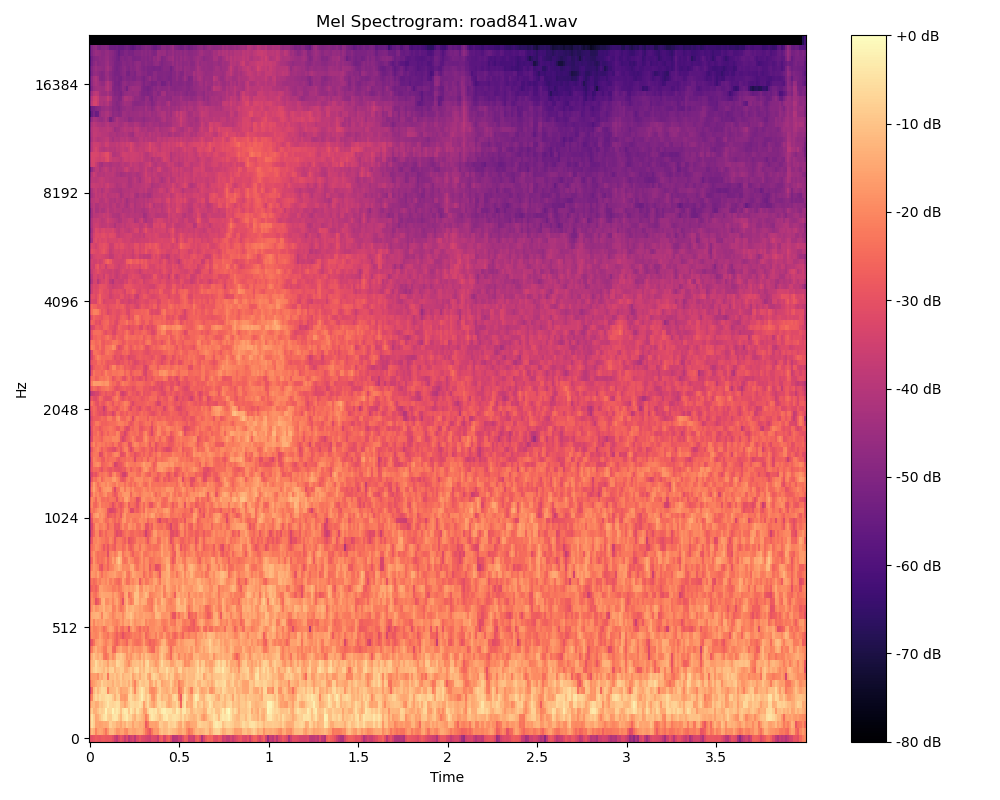 Mel Spectrogram: road841.wav
+0 dB
16384
-10 dB
8192
-20 dB
4096
-30 dB
Hz
-40 dB
2048
-50 dB
1024
-60 dB
512
-70 dB
0
-80 dB
0 0.5 1 1.5 2 2.5 3 3.5
Time